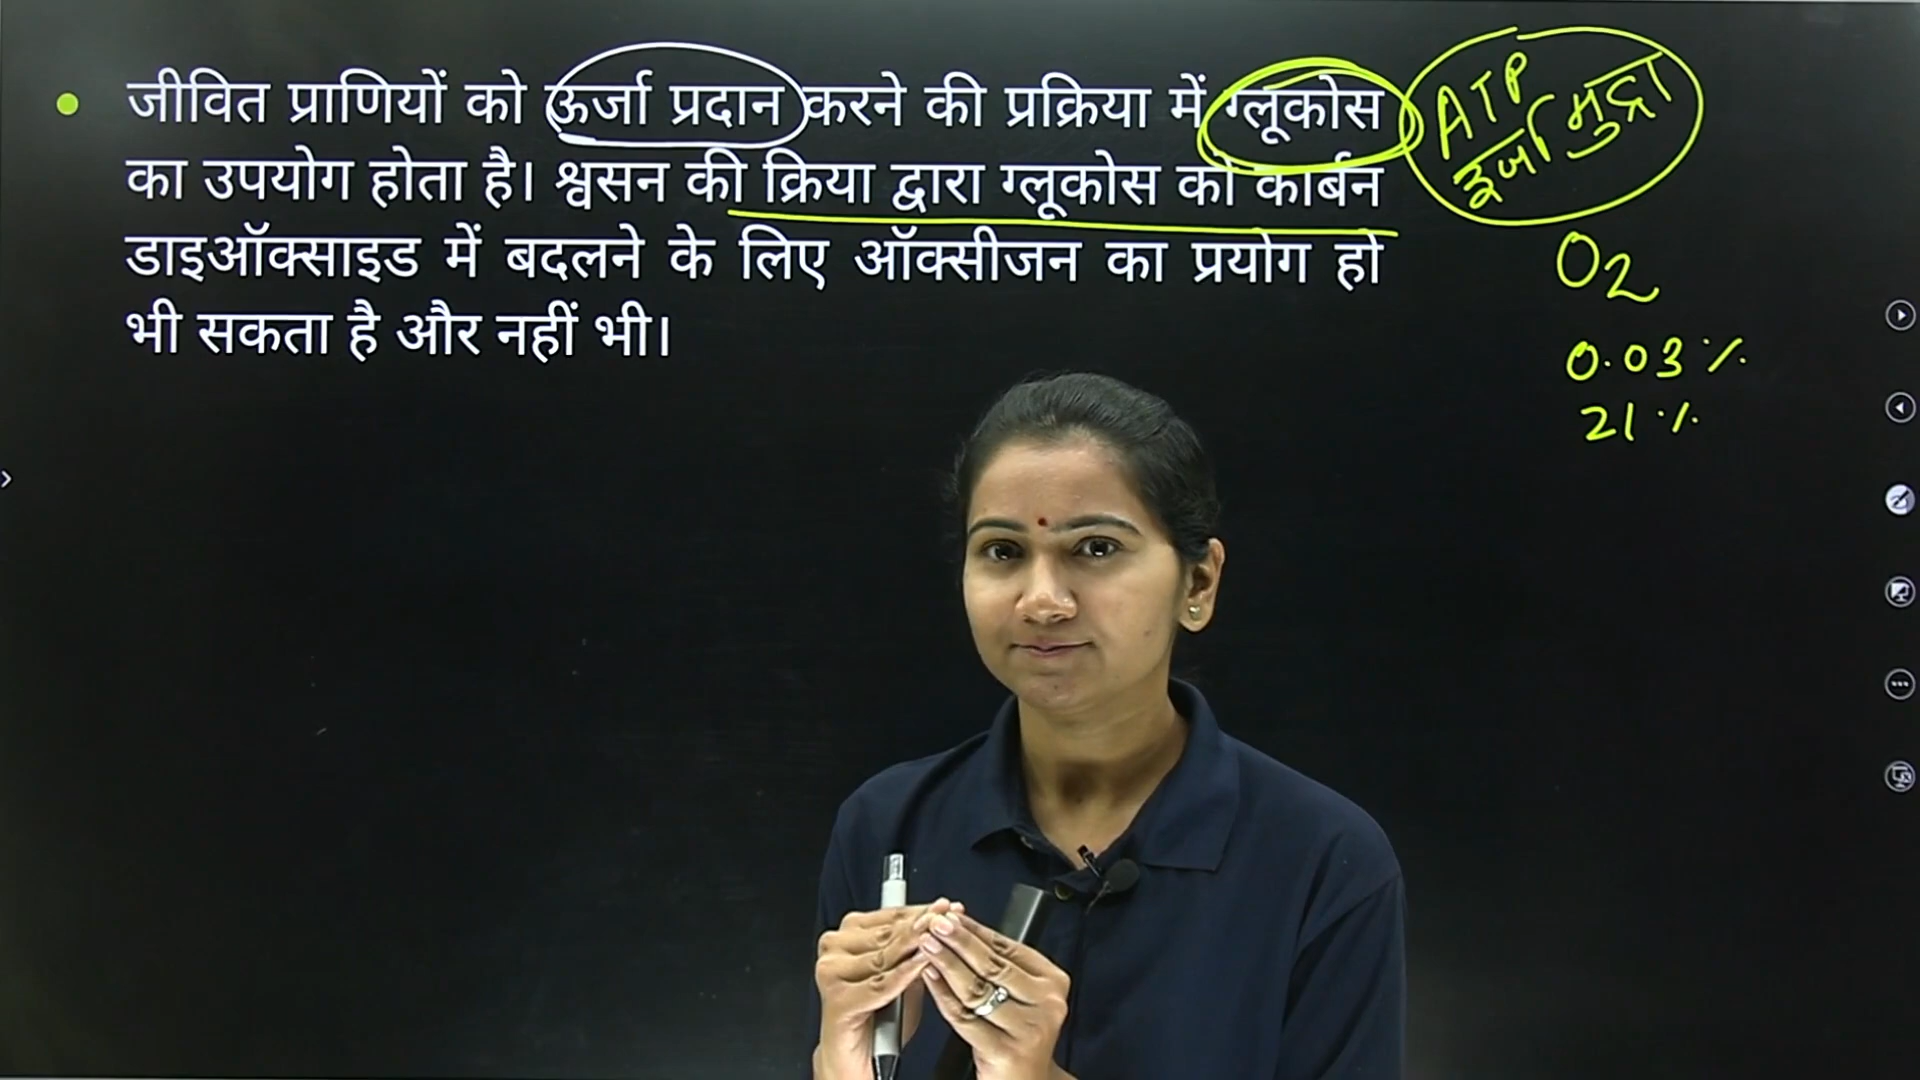 जीवित प्राणियों को ऊर्जा प्रदान करने की प्रक्रिया में ग्लूकोस
का उपयोग होता है। श्वसन की क्रिया द्वारा ग्लूकोस को कार्बन
डाइऑक्साइड में बदलने के लिए ऑक्सीजन का प्रयोग हो
भी सकता है और नहीं भी।
ATP
ऊर्जा मुद्रा
O2
0.03%
21%